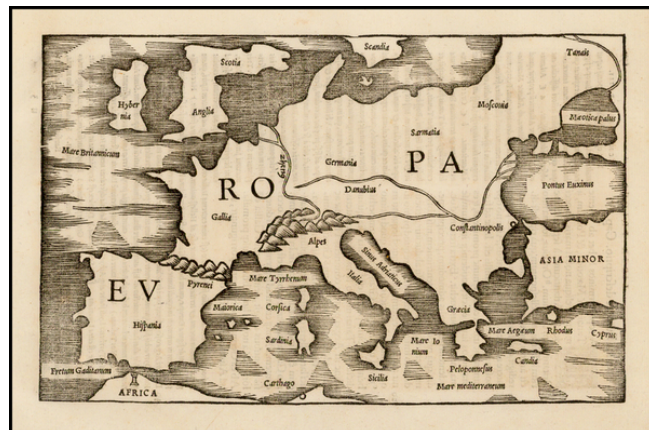 Scandia
Tanais
Scotia
Hyber
nia
Anglia
Moscouia
Mæotica palus
Sarmatia
Mare Britannicum
Germania
PA
RO
Rhenus
Danubius
Pontus Euxinus
Gallia
Constantinopolis
Alpes
Sinus Adriaticus
ASIA MINOR
Italia
Mare Tyrrhenum
EV
Pyrenei
Maiorica
Corsica
Græcia
Hispania
Mare Aegæum
Rhodus
Cyprus
Sardinia
Mare Io
nium
Candia
Fretum Gaditanum
Sicilia
Peloponnesus
Carthago
Mare mediterraneum
AFRICA